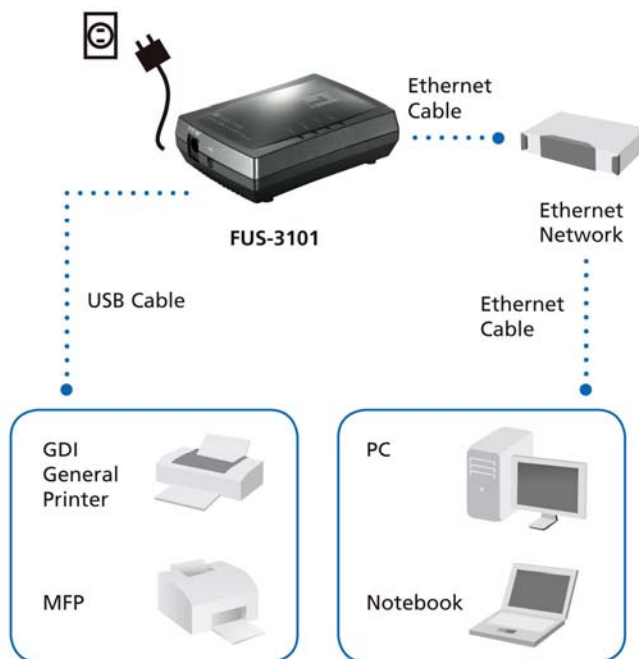 Ethernet
Cable
FUS-3101
Ethernet
Network
USB Cable
Ethernet
Cable
GDI
General
Printer
PC
MFP
Notebook